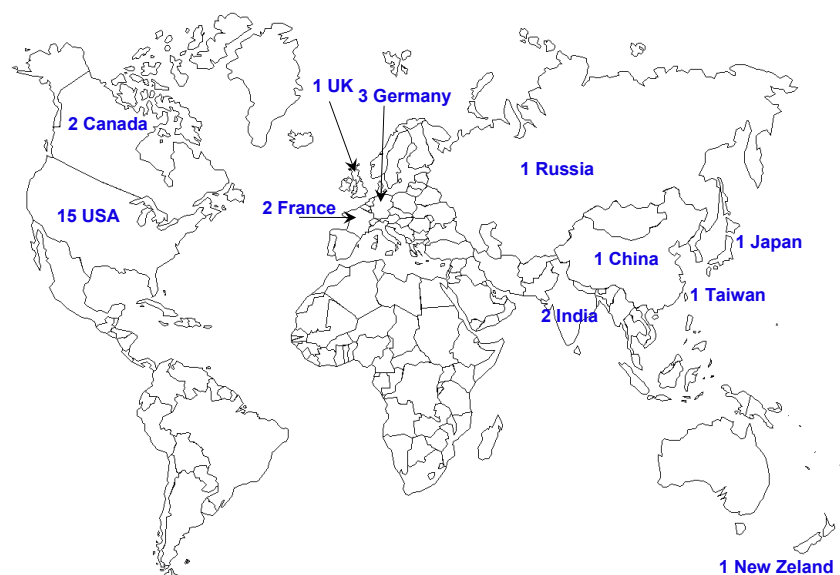 1 UK
3 Germany
2 Canada
1 Russia
15 USA
2 France
1 China
1 Japan
1 Taiwan
2 India
1 New Zeland